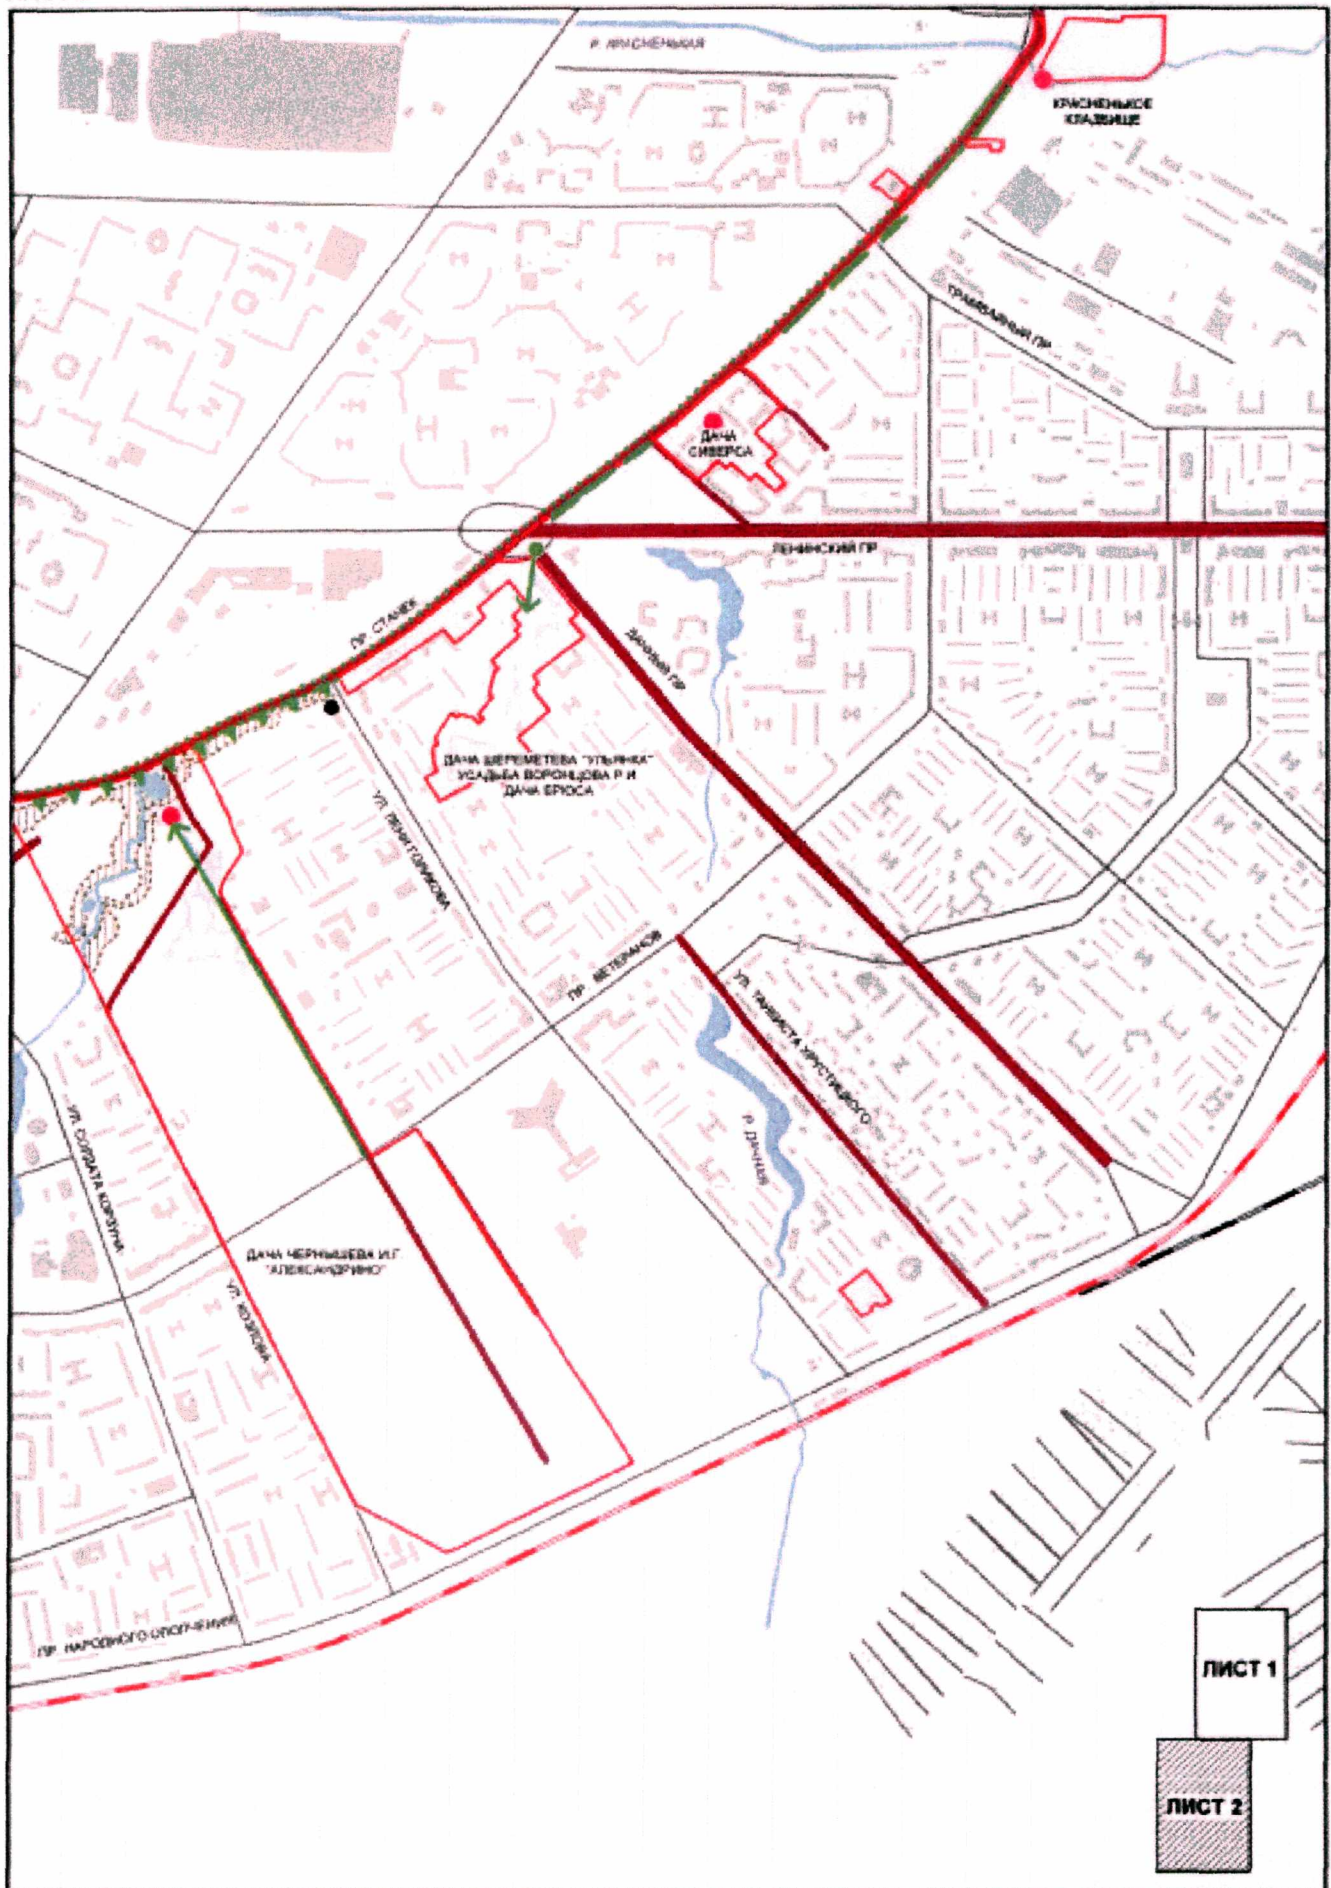 Р. КРАСНЕНЬКАЯ
КРАСНЕНЬКОЕ
КЛАДБИЩЕ
ТРАМВАЙНЫЙ ПР.
ДАЧА
СИВЕРСА
ЛЕНИНСКИЙ ПР
ПР. СТАЧЕК
ДАЧНЫЙ ПР.
ДАЧА ШЕРЕМЕТЕВА "УЛЬЯНКА"
УСАДЬБА ВОРОНЦОВА Р И
ДАЧА БРЮСА
УЛ. ЛЕНИ ГОЛИКОВА
ПР. ВЕТЕРАНОВ
УЛ. ТАНКИСТА ХРУСТИЦКОГО
Р. ДАЧНАЯ
УЛ. СОЛДАТА КОРЗУНА
ДАЧА ЧЕРНЫШЕВА И.Г.
"АЛЕКСАНДРИНО"
УЛ. КОЗЛОВА
ПР. НАРОДНОГО ОПОЛЧЕНИЯ
ЛИСТ 1
ЛИСТ 2